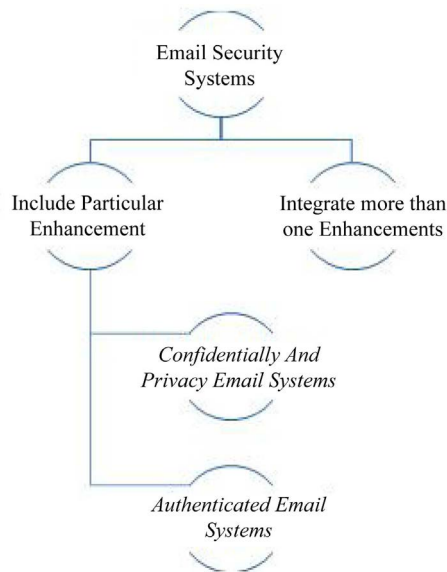 Email Security
Systems
Include Particular
Enhancement
Integrate more than
one Enhancements
Confidentially And
Privacy Email Systems
Authenticated Email
Systems